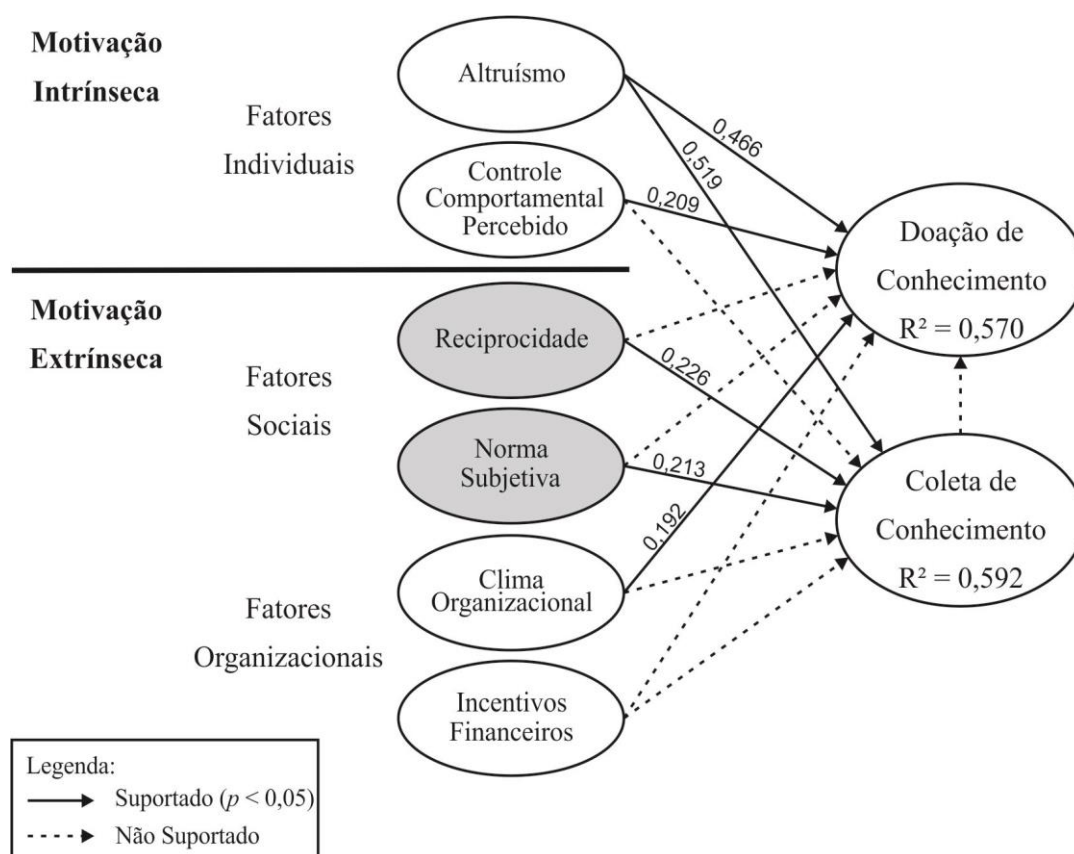 Motivação
Intrínseca
Fatores
Individuais
Altruísmo
Controle
Comportamental
Percebido
Motivação
Extrínseca
Fatores
Sociais
Reciprocidade
Norma
Subjetiva
Fatores
Organizacionais
Clima
Organizacional
Incentivos
Financeiros
0,466
0,519
0,209
0,226
0,213
0,192
Doação de
Conhecimento
R² = 0,570
Coleta de
Conhecimento
R² = 0,592
Legenda:
Suportado (p < 0,05)
Não Suportado